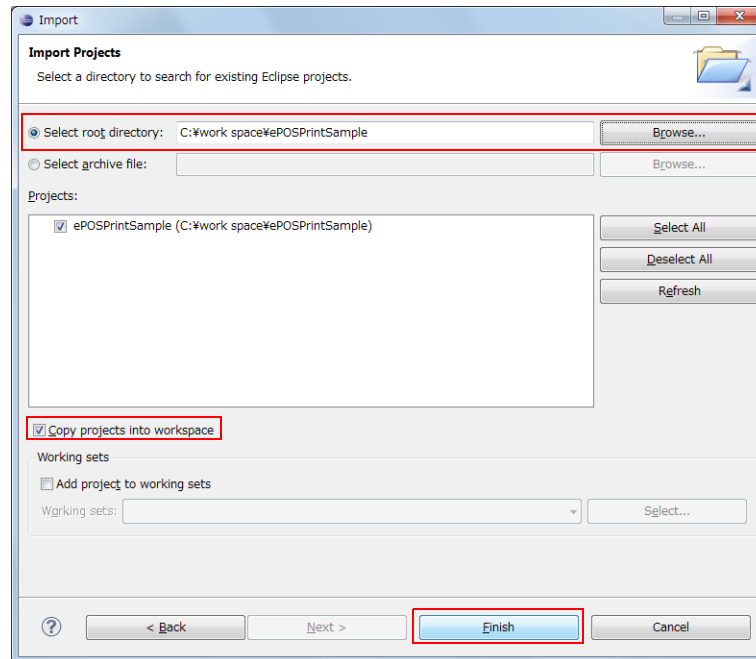 Import
Import Projects
Select a directory to search for existing Eclipse projects.
Select root directory: C:¥work space¥ePOSPrintSample Browse...
Select archive file: Browse...
Projects:
ePOSPrintSample (C:¥work space¥ePOSPrintSample)
Select All
Deselect All
Refresh
Copy projects into workspace
Working sets
Add project to working sets
Working sets: Select...
? < Back Next > Finish Cancel